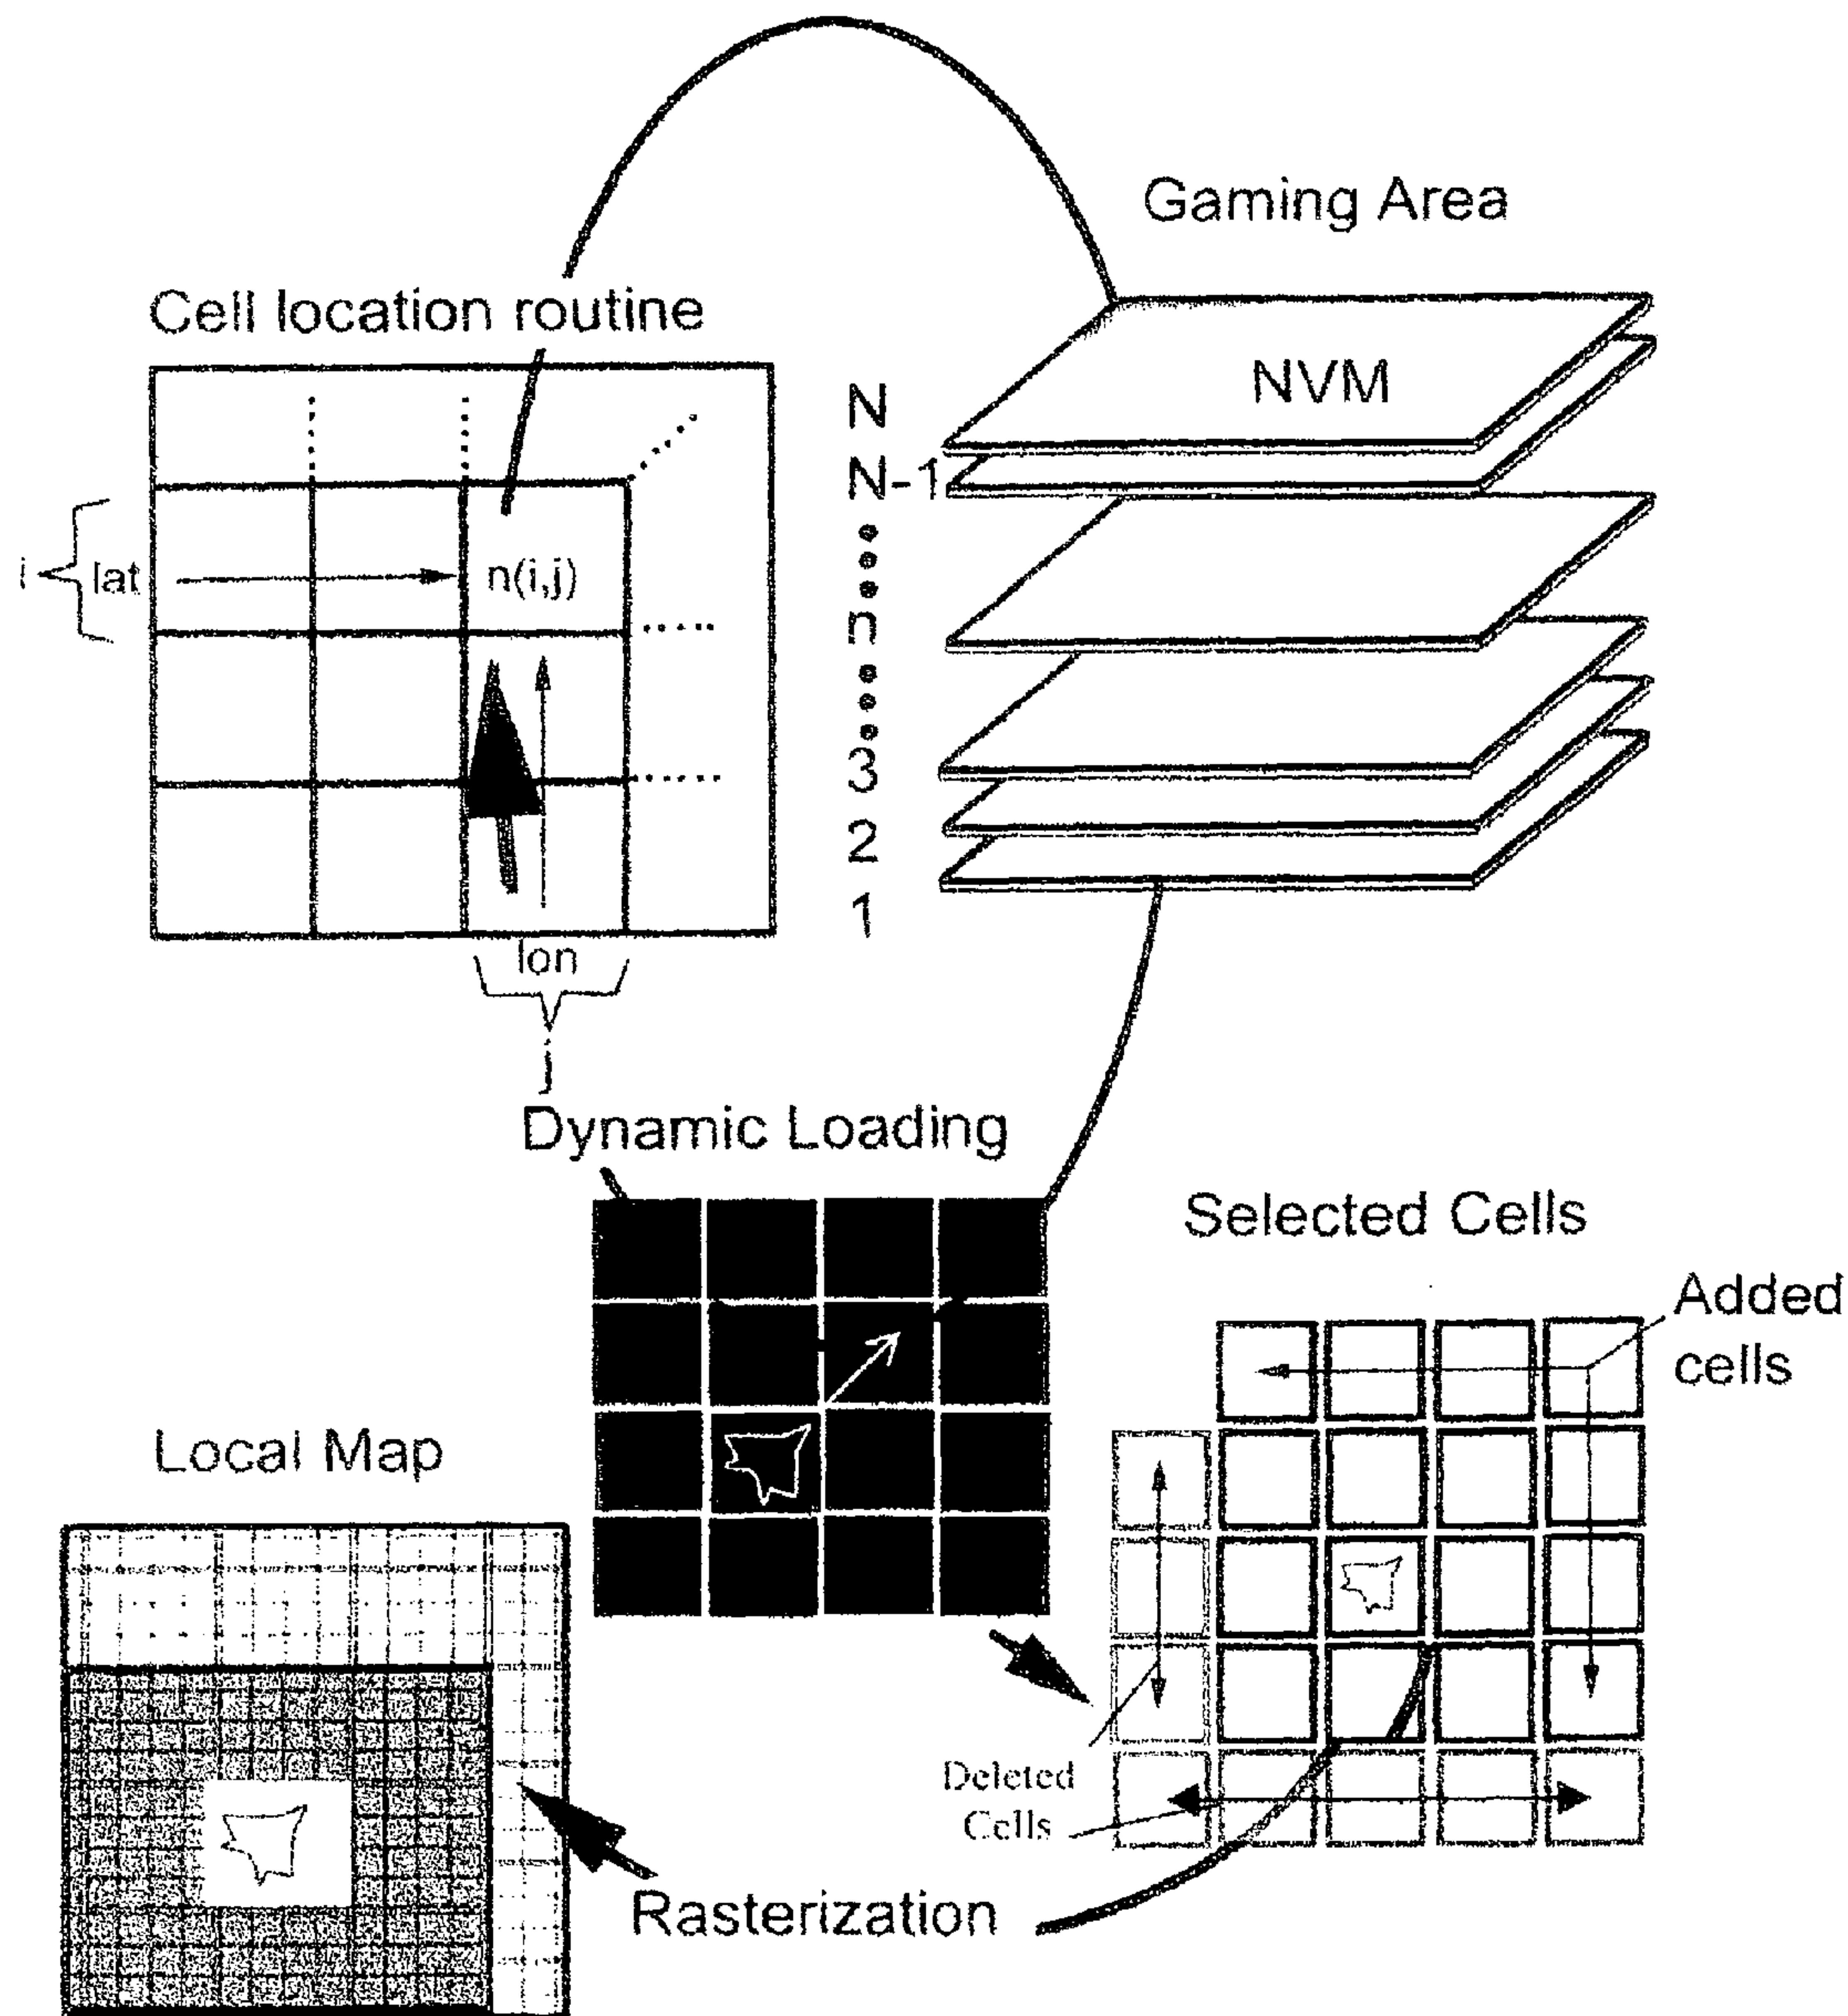 Gaming Area
Cell location routine
NVM
N
N-1
n
3
2
1
i
lat
n(i,j)
lon
j
Dynamic Loading
Selected Cells
Added
cells
Local Map
Deleted
Cells
Rasterization